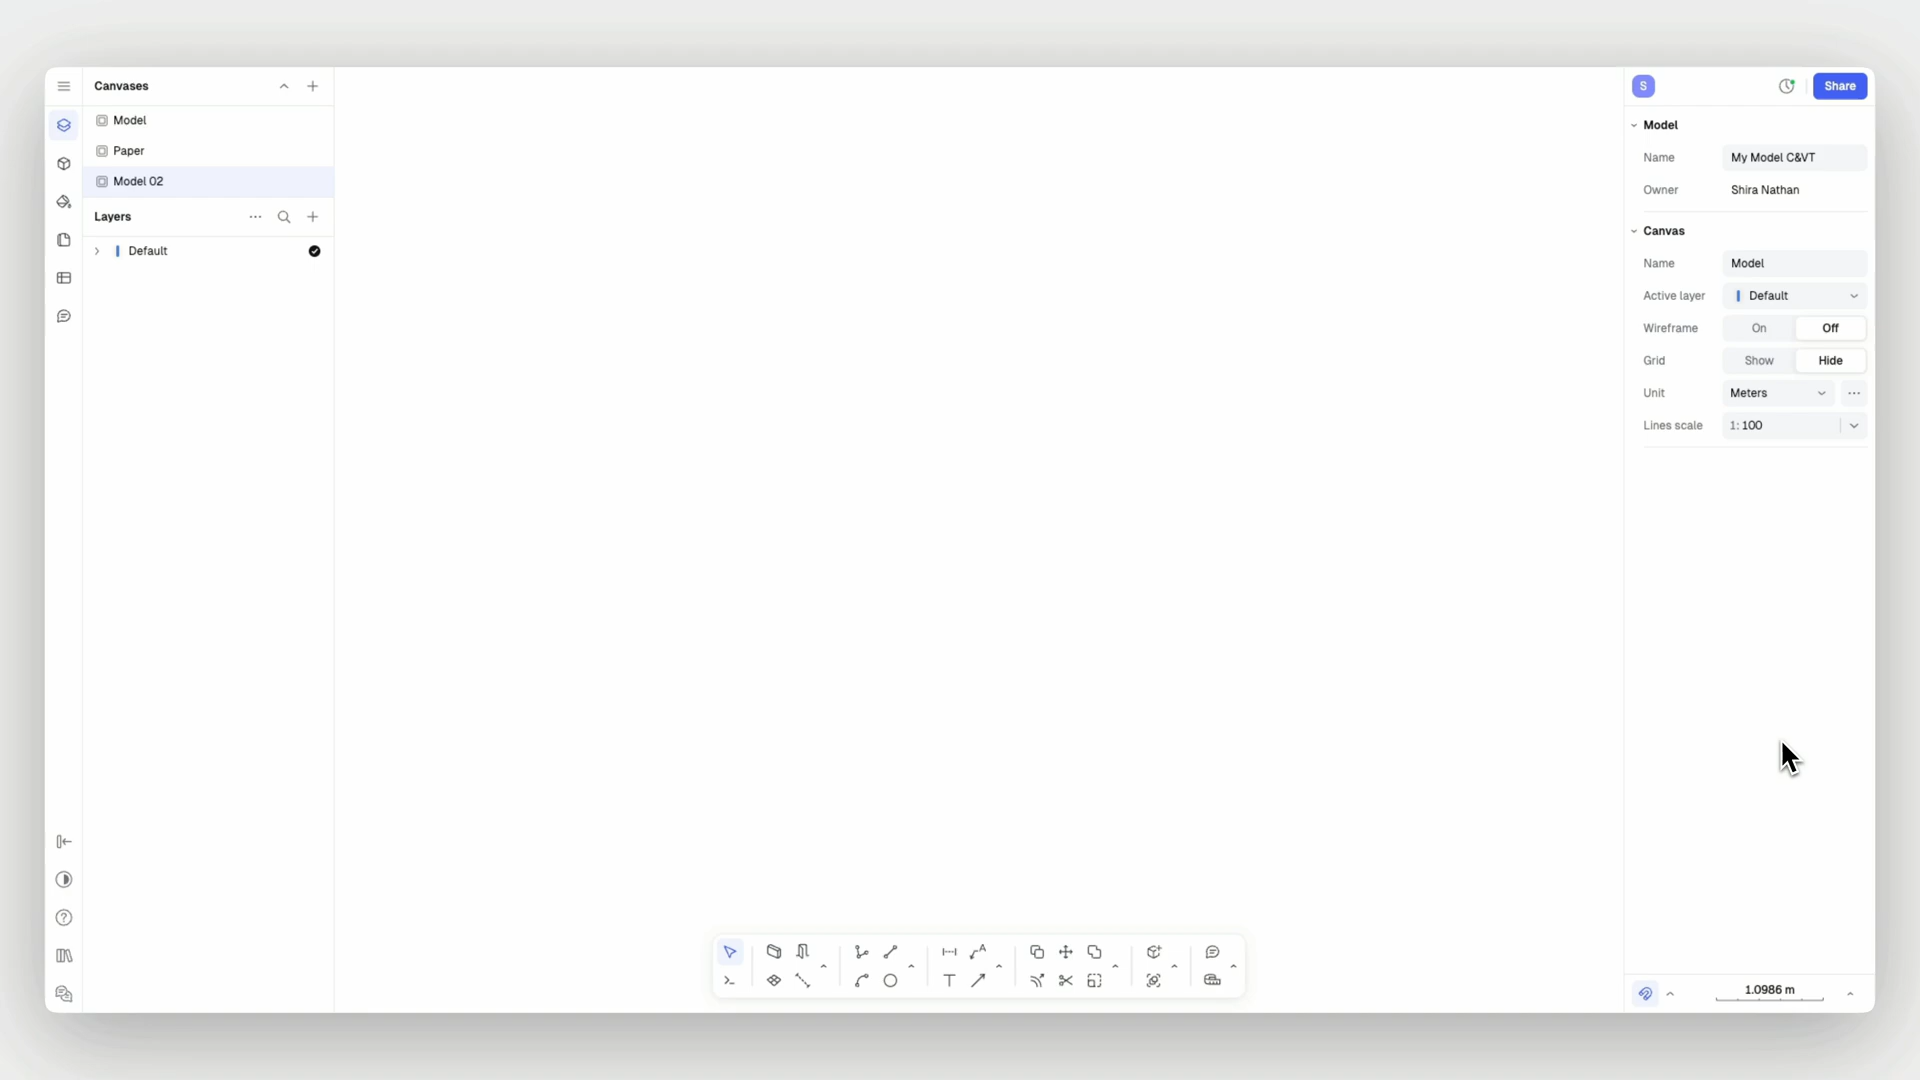 Canvases
Model
Paper
Model 02
Layers
Default
S
Share
Model
Name My Model C&VT
Owner Shira Nathan
Canvas
Name Model
Active layer Default
Wireframe On Off
Grid Show Hide
Unit Meters
Lines scale 1: 100
A
T
1.0986 m